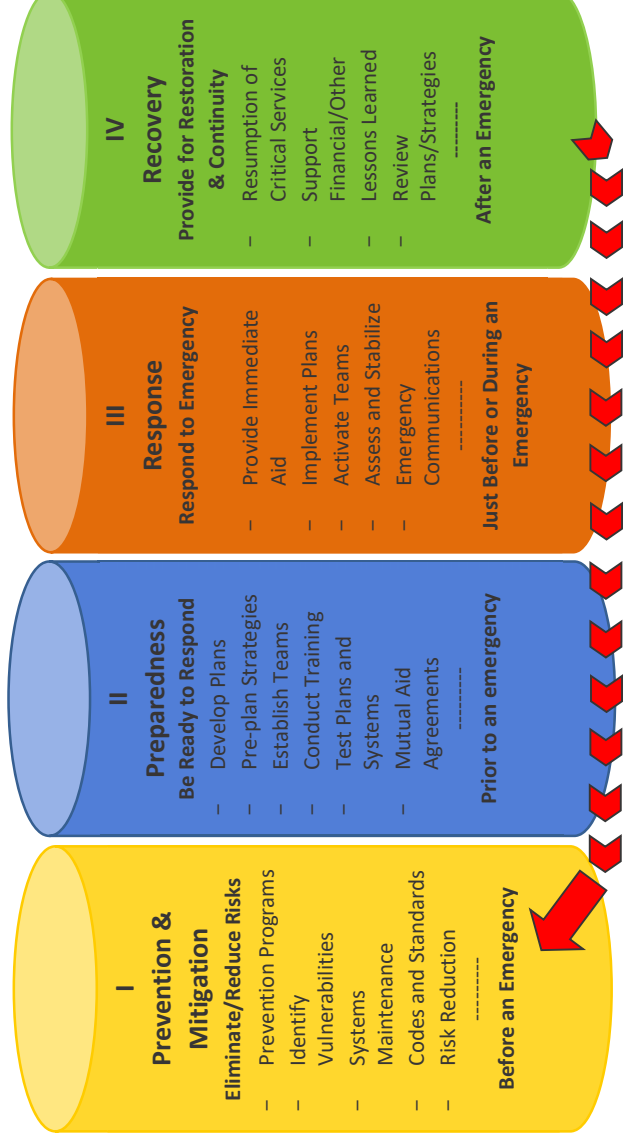 I
Prevention &
Mitigation
Eliminate/Reduce Risks
– Prevention Programs
– Identify
Vulnerabilities
– Systems
Maintenance
– Codes and Standards
– Risk Reduction
---------
Before an Emergency
II
Preparedness
Be Ready to Respond
– Develop Plans
– Pre-plan Strategies
– Establish Teams
– Conduct Training
– Test Plans and
Systems
– Mutual Aid
Agreements
---------
Prior to an emergency
III
Response
Respond to Emergency
– Provide Immediate
Aid
– Implement Plans
– Activate Teams
– Assess and Stabilize
– Emergency
Communications
----------
Just Before or During an
Emergency
IV
Recovery
Provide for Restoration
& Continuity
– Resumption of
Critical Services
– Support
Financial/Other
– Lessons Learned
– Review
Plans/Strategies
---------
After an Emergency